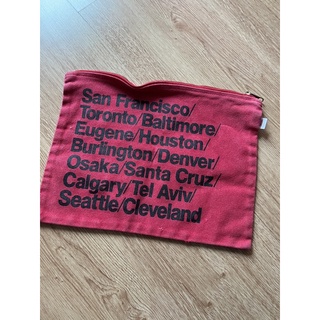 San Francisco/
Toronto/Baltimore/
Eugene/Houston/
Burlington/Denver/
Osaka/Santa Cruz/
Calgary/Tel Aviv/
Seattle/Cleveland